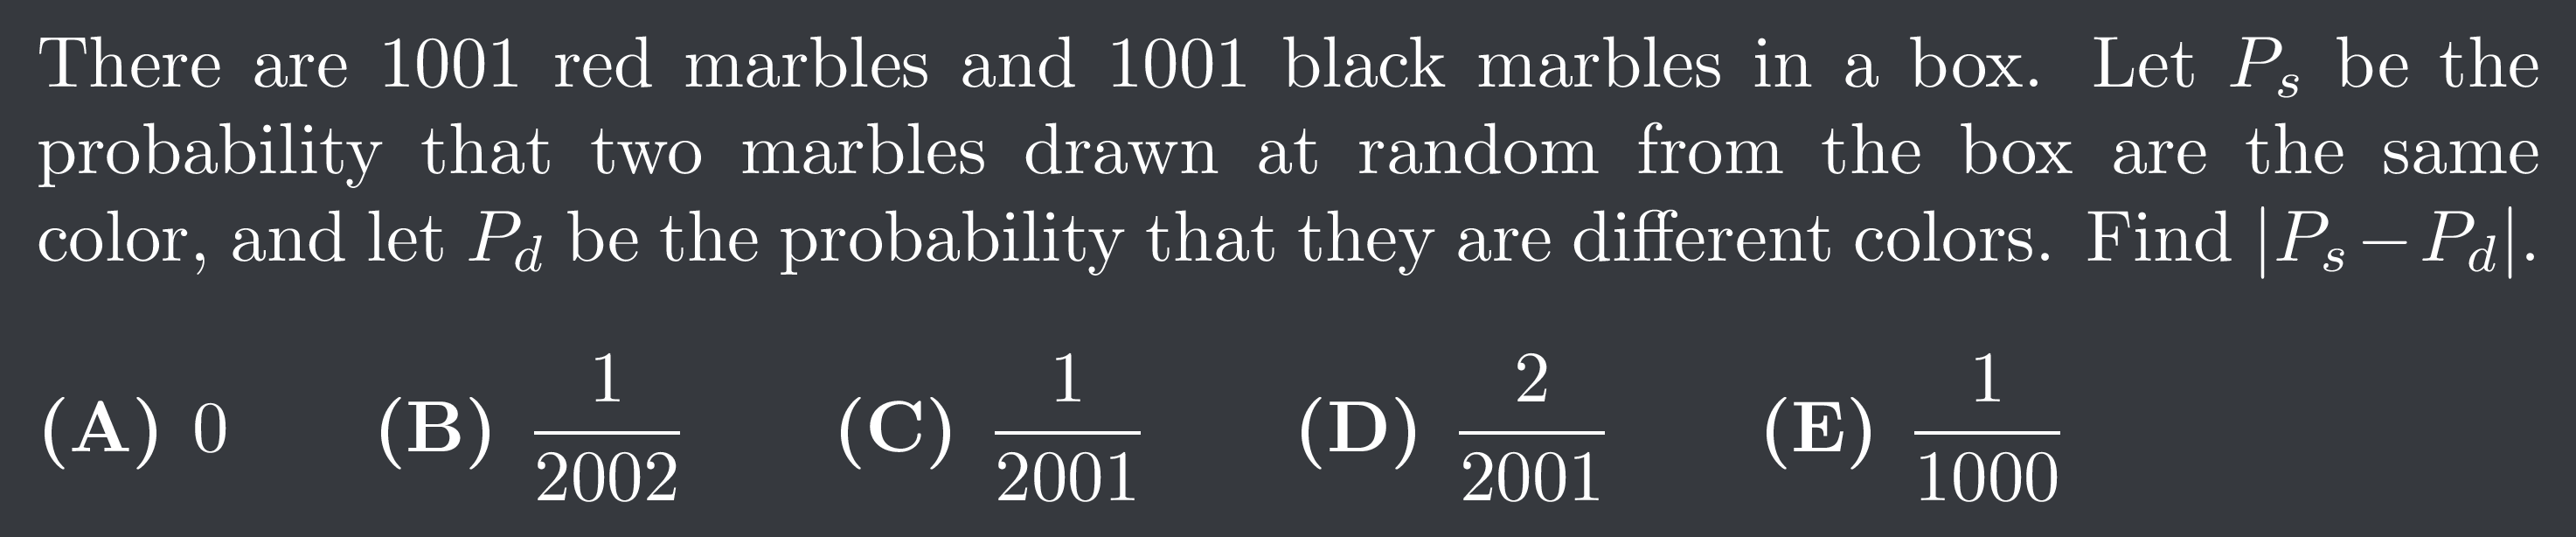 There are 1001 red marbles and 1001 black marbles in a box. Let $P_s$ be the
probability that two marbles drawn at random from the box are the same
color, and let $P_d$ be the probability that they are different colors. Find $|P_s - P_d|$.
(A) 0 (B) $\frac{1}{2002}$ (C) $\frac{1}{2001}$ (D) $\frac{2}{2001}$ (E) $\frac{1}{1000}$